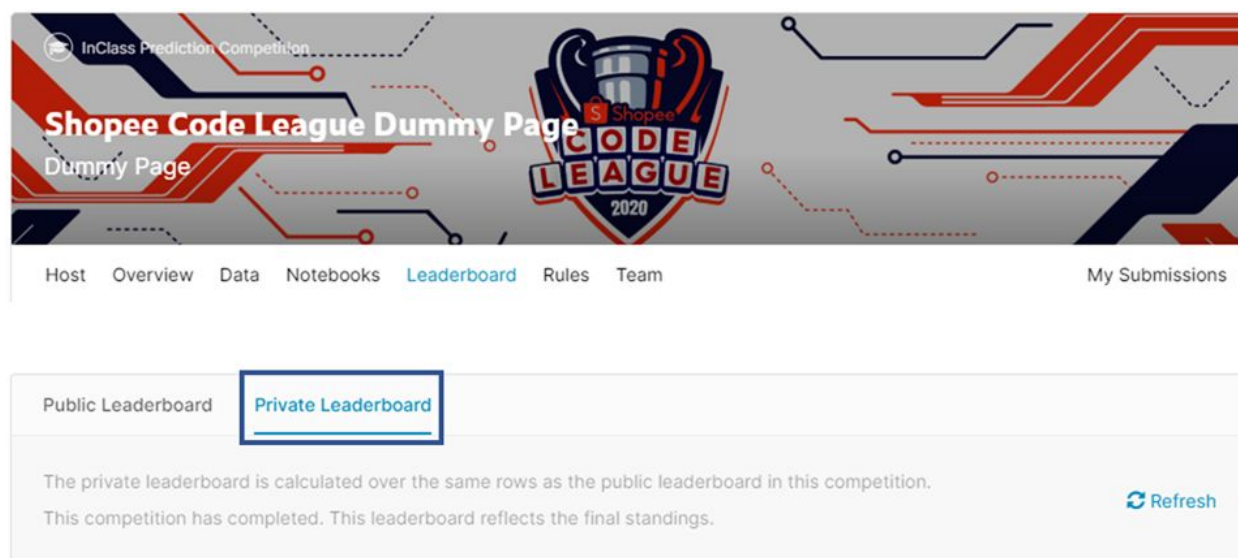 InClass Prediction Competition
Shopee Code League Dummy Page
Dummy Page
S Shopee
CODE
LEAGUE
2020
Host Overview Data Notebooks Leaderboard Rules Team My Submissions
Public Leaderboard Private Leaderboard
The private leaderboard is calculated over the same rows as the public leaderboard in this competition.
This competition has completed. This leaderboard reflects the final standings.
Refresh